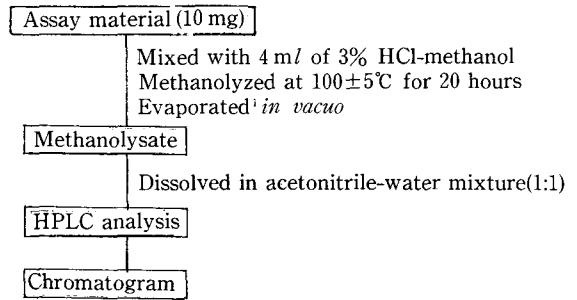 Assay material (10 mg)
Mixed with 4 ml of 3% HCl-methanol
Methanolyzed at 100±5℃ for 20 hours
Evaporated in vacuo
Methanolysate
Dissolved in acetonitrile-water mixture(1:1)
HPLC analysis
Chromatogram